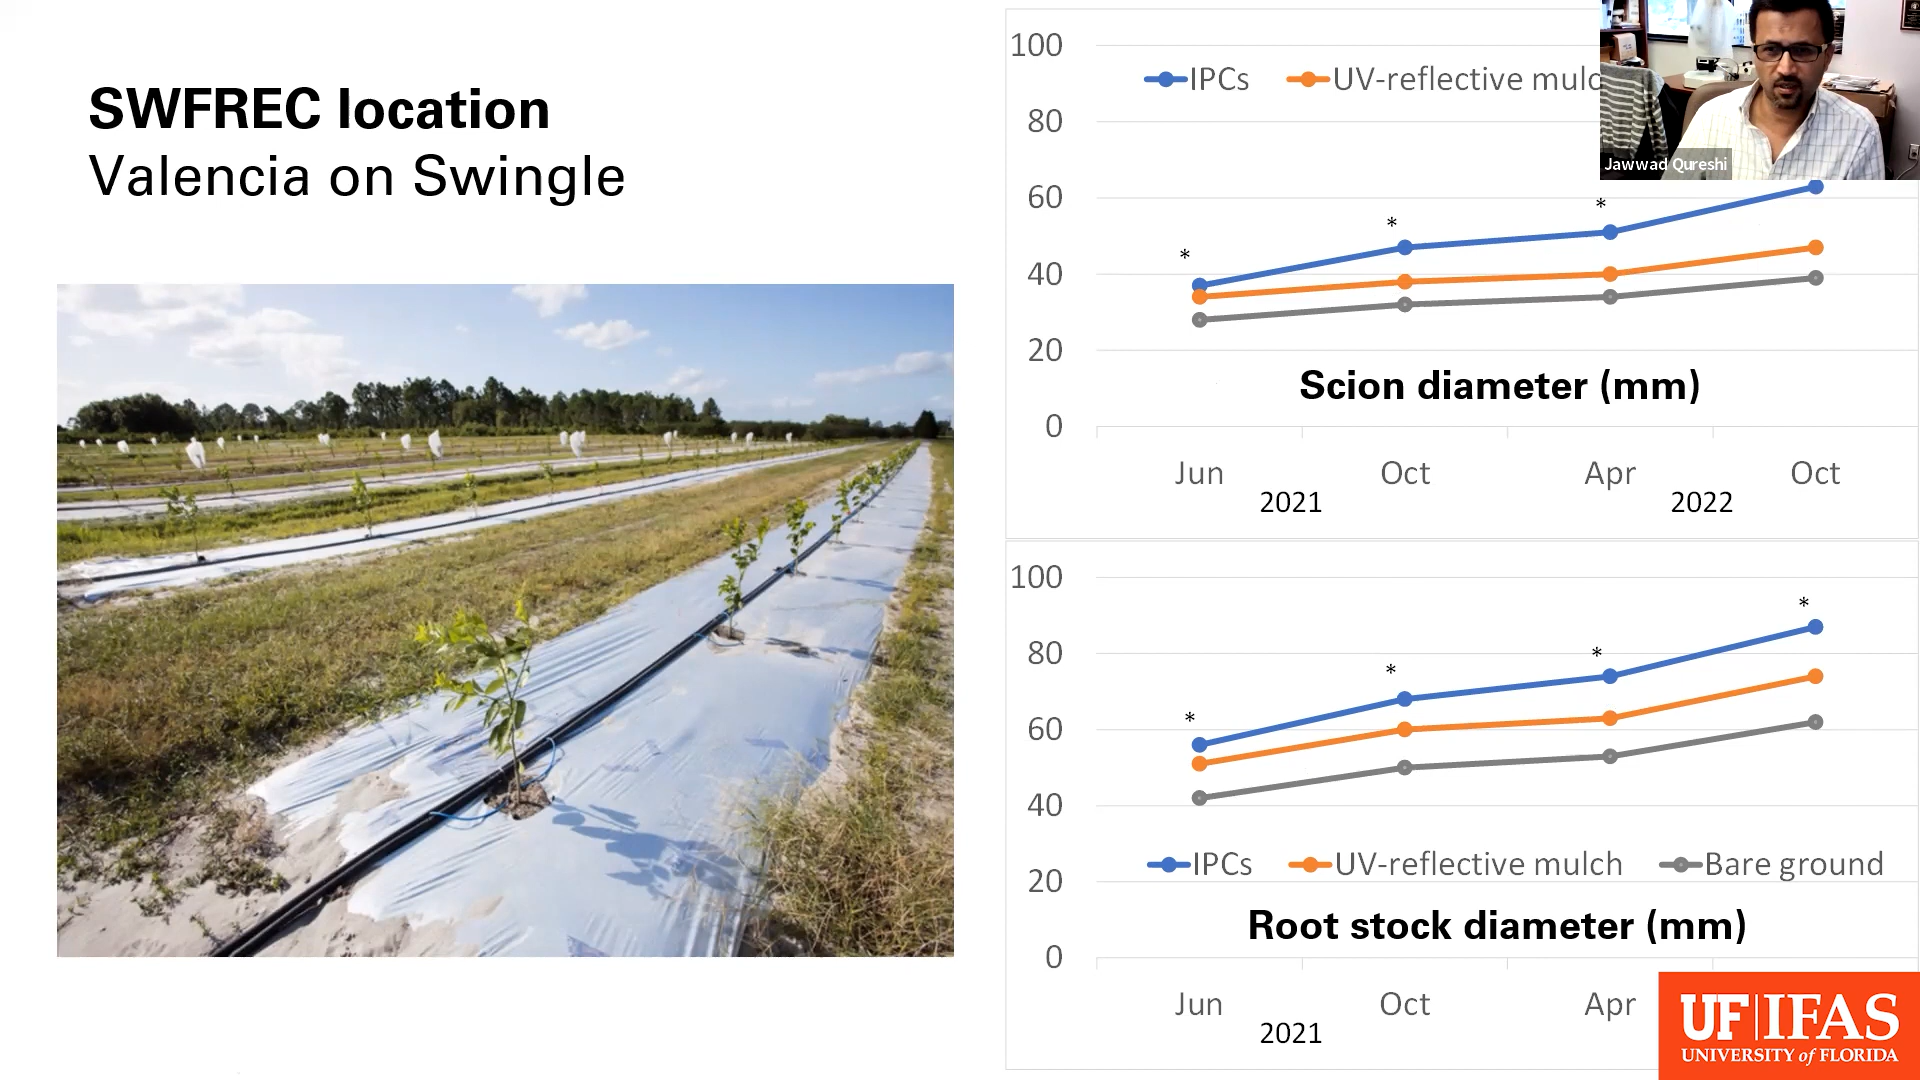 SWFREC location
Valencia on Swingle
100
IPCs UV-reflective mulc
80
60
40
20
0
* * *
Scion diameter (mm)
Jun Oct Apr Oct
2021 2022
Jawwad Qureshi
100
80
60
40
20
0
* * * *
IPCs UV-reflective mulch Bare ground
Root stock diameter (mm)
Jun Oct Apr
2021
UF|IFAS
UNIVERSITY of FLORIDA